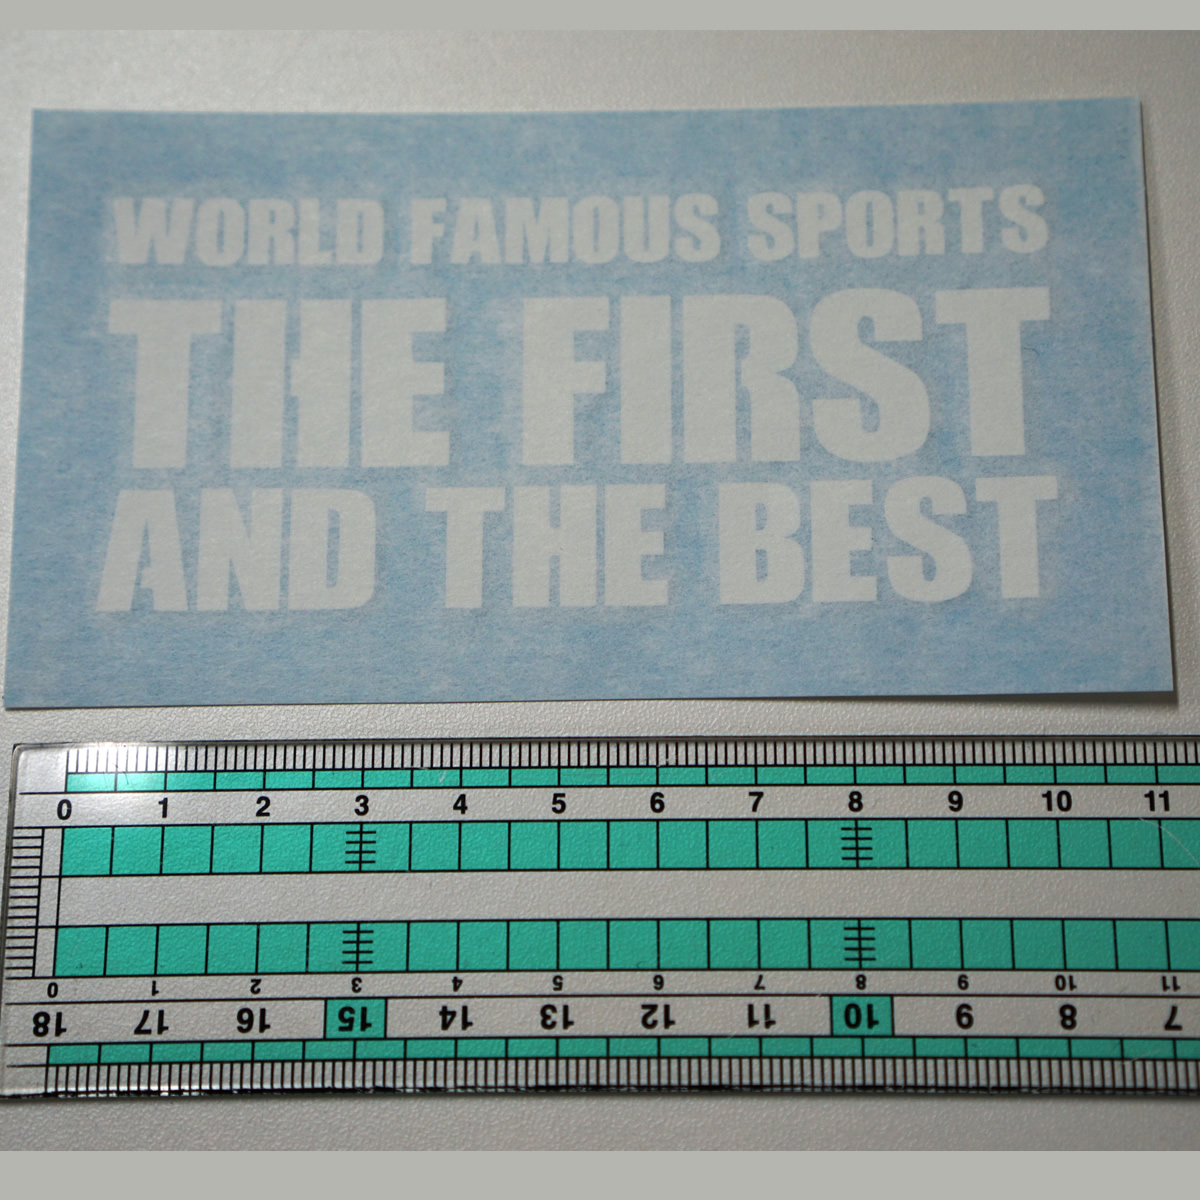 WORLD FAMOUS SPORTS
THE FIRST
AND THE BEST
0 1 2 3 4 5 6 7 8 9 10 11
0 1 2 3 4 5 6 7 8 9 10 11
18 17 16 15 14 13 12 11 10 9 8 7